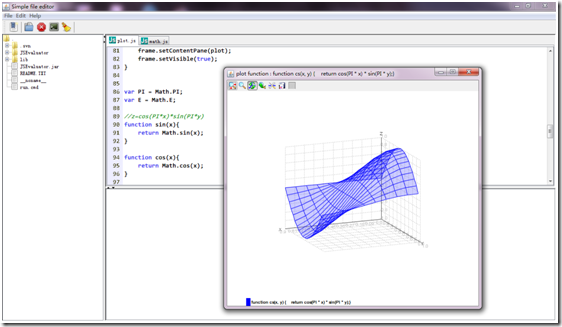 Simple file editor
File Edit Help
.svn
JSEvaluator
lib
JSEvaluator.jar
README.TXT
__noname__
run.cmd
plot.js
math.js
81 frame.setContentPane(plot);
82 frame.setVisible(true);
83 }
84
85
86 var PI = Math.PI;
87 var E = Math.E;
88
89 //z=cos(PI*x)*sin(PI*y)
90 function sin(x){
91 return Math.sin(x);
92 }
93
94 function cos(x){
95 return Math.cos(x);
96 }
97
plot function : function cs(x, y) { return cos(PI * x) * sin(PI * y);}
function cs(x, y) { return cos(PI * x) * sin(PI * y);}